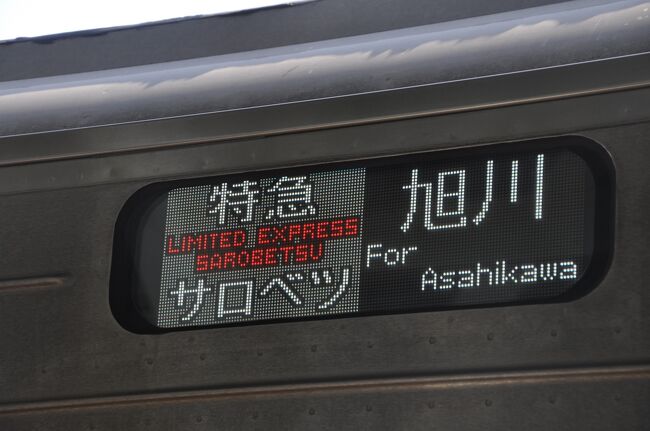 特急
LIMITED EXPRESS
SAROBETSU
サロベツ
旭川
For
Asahikawa